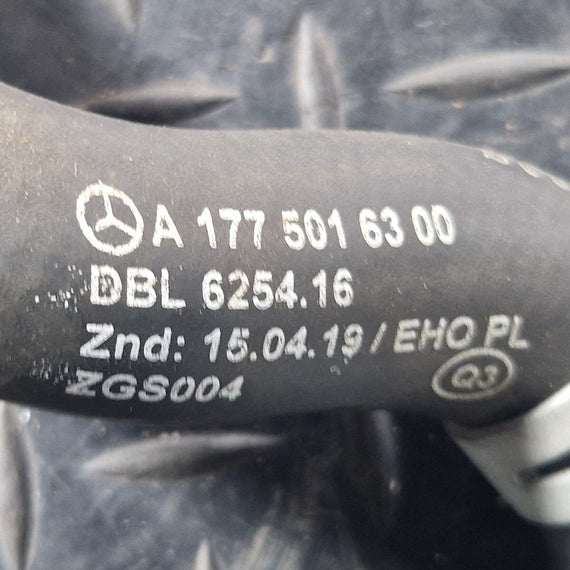 A 177 501 63 00
DBL 6254.16
Znd: 15.04.19 / EHO PL
ZGS004
Q3